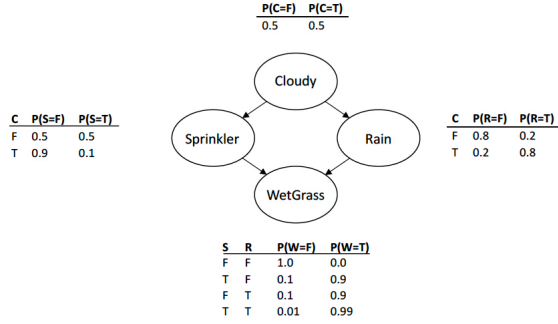 P(C=F) P(C=T)
0.5 0.5
Cloudy
C P(S=F) P(S=T)
F 0.5 0.5
T 0.9 0.1
Sprinkler
Rain
C P(R=F) P(R=T)
F 0.8 0.2
T 0.2 0.8
WetGrass
S R P(W=F) P(W=T)
F F 1.0 0.0
T F 0.1 0.9
F T 0.1 0.9
T T 0.01 0.99